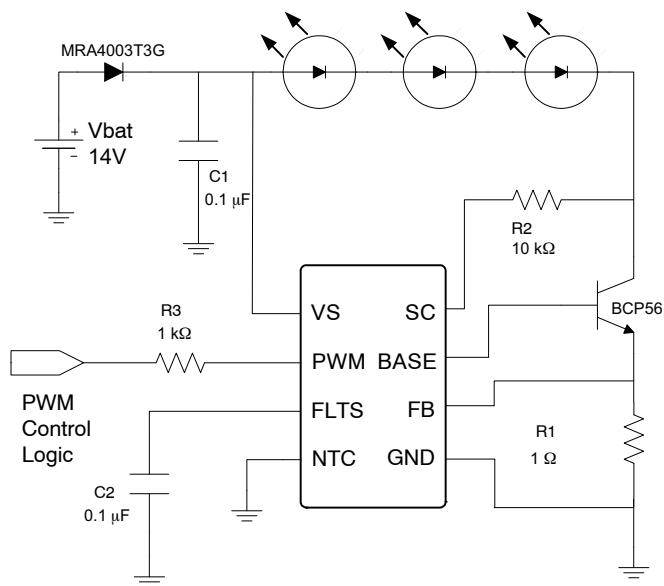 MRA4003T3G
+ Vbat
− 14V
C1
0.1 µF
R2
10 kΩ
BCP56
R3
1 kΩ
VS
SC
PWM
BASE
FLTS
FB
NTC
GND
PWM
Control
Logic
R1
1 Ω
C2
0.1 µF